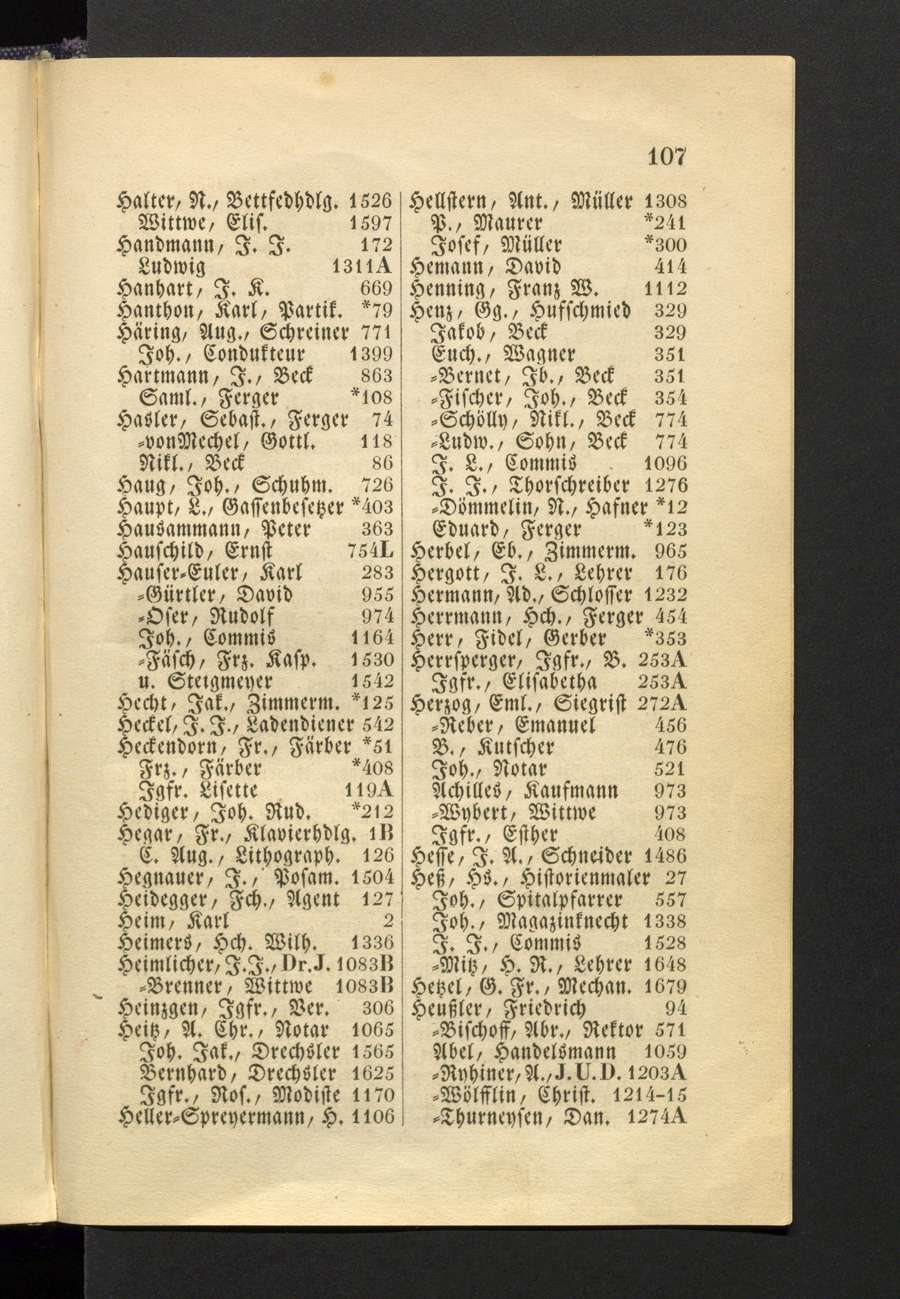 107
Halter, N., Bettfedhdlg. 1526
Wittwe, Elis. 1597
Handmann, J. J. 172
Ludwig 1311A
Hanhart, J. K. 669
Hanthon, Karl, Partik. *79
Häring, Aug., Schreiner 771
Joh., Condukteur 1399
Hartmann, J., Beck 863
Saml., Ferger *108
Hasler, Sebast., Ferger 74
⸗vonMechel, Gottl. 118
Nikl., Beck 86
Haug, Joh., Schuhm. 726
Haupt, L., Gassenbesetzer *403
Hausammann, Peter 363
Hauschild, Ernst 754L
Hauser⸗Euler, Karl 283
⸗Gürtler, David 955
⸗Oser, Rudolf 974
Joh., Commis 1164
⸗Fäsch, Frz. Kasp. 1530
u. Steigmeyer 1542
Hecht, Jak., Zimmerm. *125
Heckel, J. J., Ladendiener 542
Heckendorn, Fr., Färber *51
Frz., Färber *408
Jgfr. Lisette 119A
Hediger, Joh. Rud. *212
Hegar, Fr., Klavierhdlg. 1B
C. Aug., Lithograph. 126
Hegnauer, J., Posam. 1504
Heidegger, Fch., Agent 127
Heim, Karl 2
Heimers, Hch. Wilh. 1336
Heimlicher, J. J., Dr. J. 1083B
⸗Brenner, Wittwe 1083B
Heinzgen, Jgfr., Ver. 306
Heitz, A. Chr., Notar 1065
Joh. Jak., Drechsler 1565
Bernhard, Drechsler 1625
Jgfr., Ros., Modiste 1170
Heller⸗Spreyermann, H. 1106
Hellstern, Ant., Müller 1308
P., Maurer *241
Josef, Müller *300
Hemann, David 414
Henning, Franz W. 1112
Henz, Gg., Hufschmied 329
Jakob, Beck 329
Euch., Wagner 351
⸗Bernet, Jb., Beck 351
⸗Fischer, Joh., Beck 354
⸗Schölly, Nikl., Beck 774
⸗Ludw., Sohn, Beck 774
J. L., Commis 1096
J. J., Thorschreiber 1276
⸗Dömmelin, N., Hafner *12
Eduard, Ferger *123
Herbel, Eb., Zimmerm. 965
Hergott, J. L., Lehrer 176
Hermann, Ad., Schlosser 1232
Herrmann, Hch., Ferger 454
Herr, Fidel, Gerber *353
Herrsperger, Jgfr., B. 253A
Jgfr., Elisabetha 253A
Herzog, Eml., Siegrist 272A
⸗Reber, Emanuel 456
B., Kutscher 476
Joh., Notar 521
Achilles, Kaufmann 973
⸗Wybert, Wittwe 973
Jgfr., Esther 408
Hesse, J. A., Schneider 1486
Heß, Hs., Historienmaler 27
Joh., Spitalpfarrer 557
Joh., Magazinknecht 1338
J. J., Commis 1528
⸗Mitz, H. R., Lehrer 1648
Hetzel, G. Fr., Mechan. 1679
Heußler, Friedrich 94
⸗Bischoff, Abr., Rektor 571
Abel, Handelsmann 1059
⸗Ryhiner, A., J. U. D. 1203A
⸗Wölfflin, Christ. 1214-15
⸗Thurneysen, Dan. 1274A